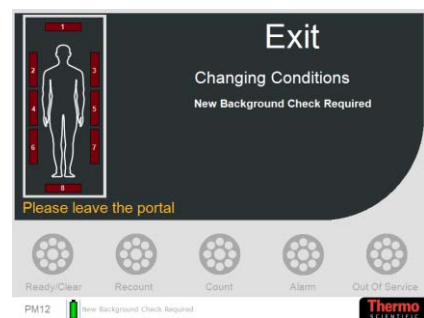 Exit
Changing Conditions
New Background Check Required
1
2
3
4
5
6
7
8
Please leave the portal
Ready/Clear
Recount
Count
Alarm
Out Of Service
PM12
New Background Check Required
Thermo
SCIENTIFIC